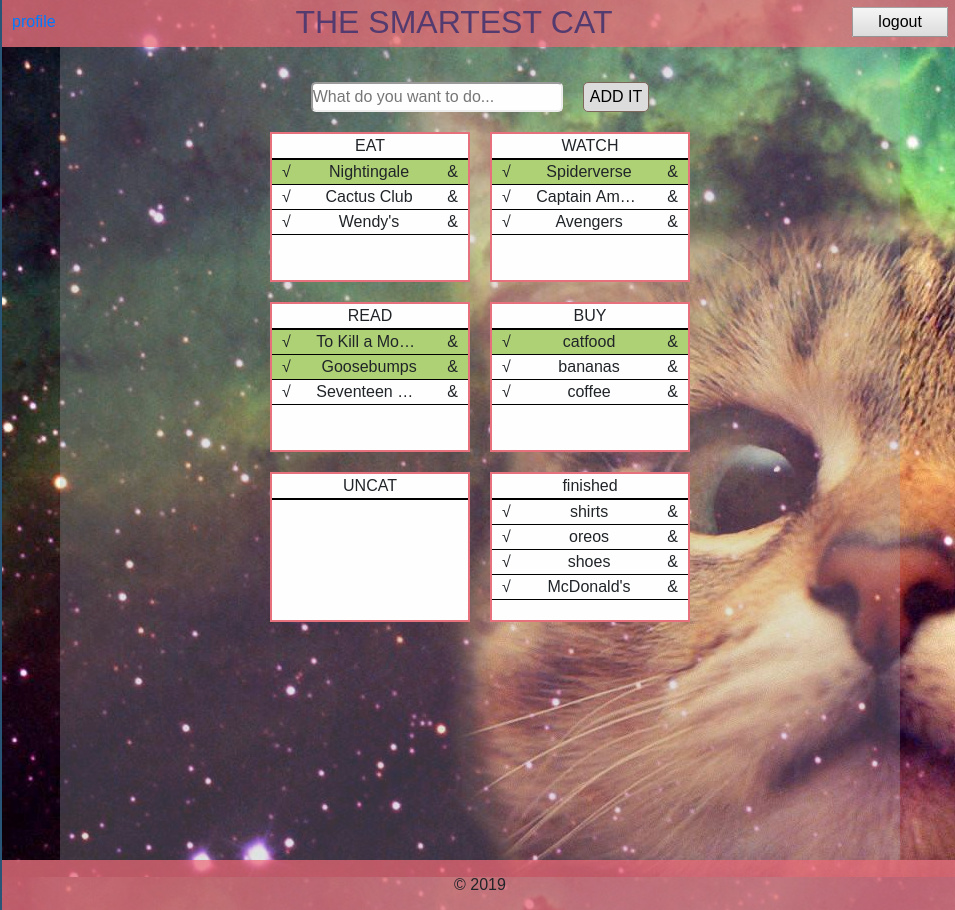 profile
THE SMARTEST CAT
logout
What do you want to do...
ADD IT
EAT
√ Nightingale &
√ Cactus Club &
√ Wendy's &
WATCH
√ Spiderverse &
√ Captain Am… &
√ Avengers &
READ
√ To Kill a Mo… &
√ Goosebumps &
√ Seventeen … &
BUY
√ catfood &
√ bananas &
√ coffee &
UNCAT
finished
√ shirts &
√ oreos &
√ shoes &
√ McDonald's &
© 2019